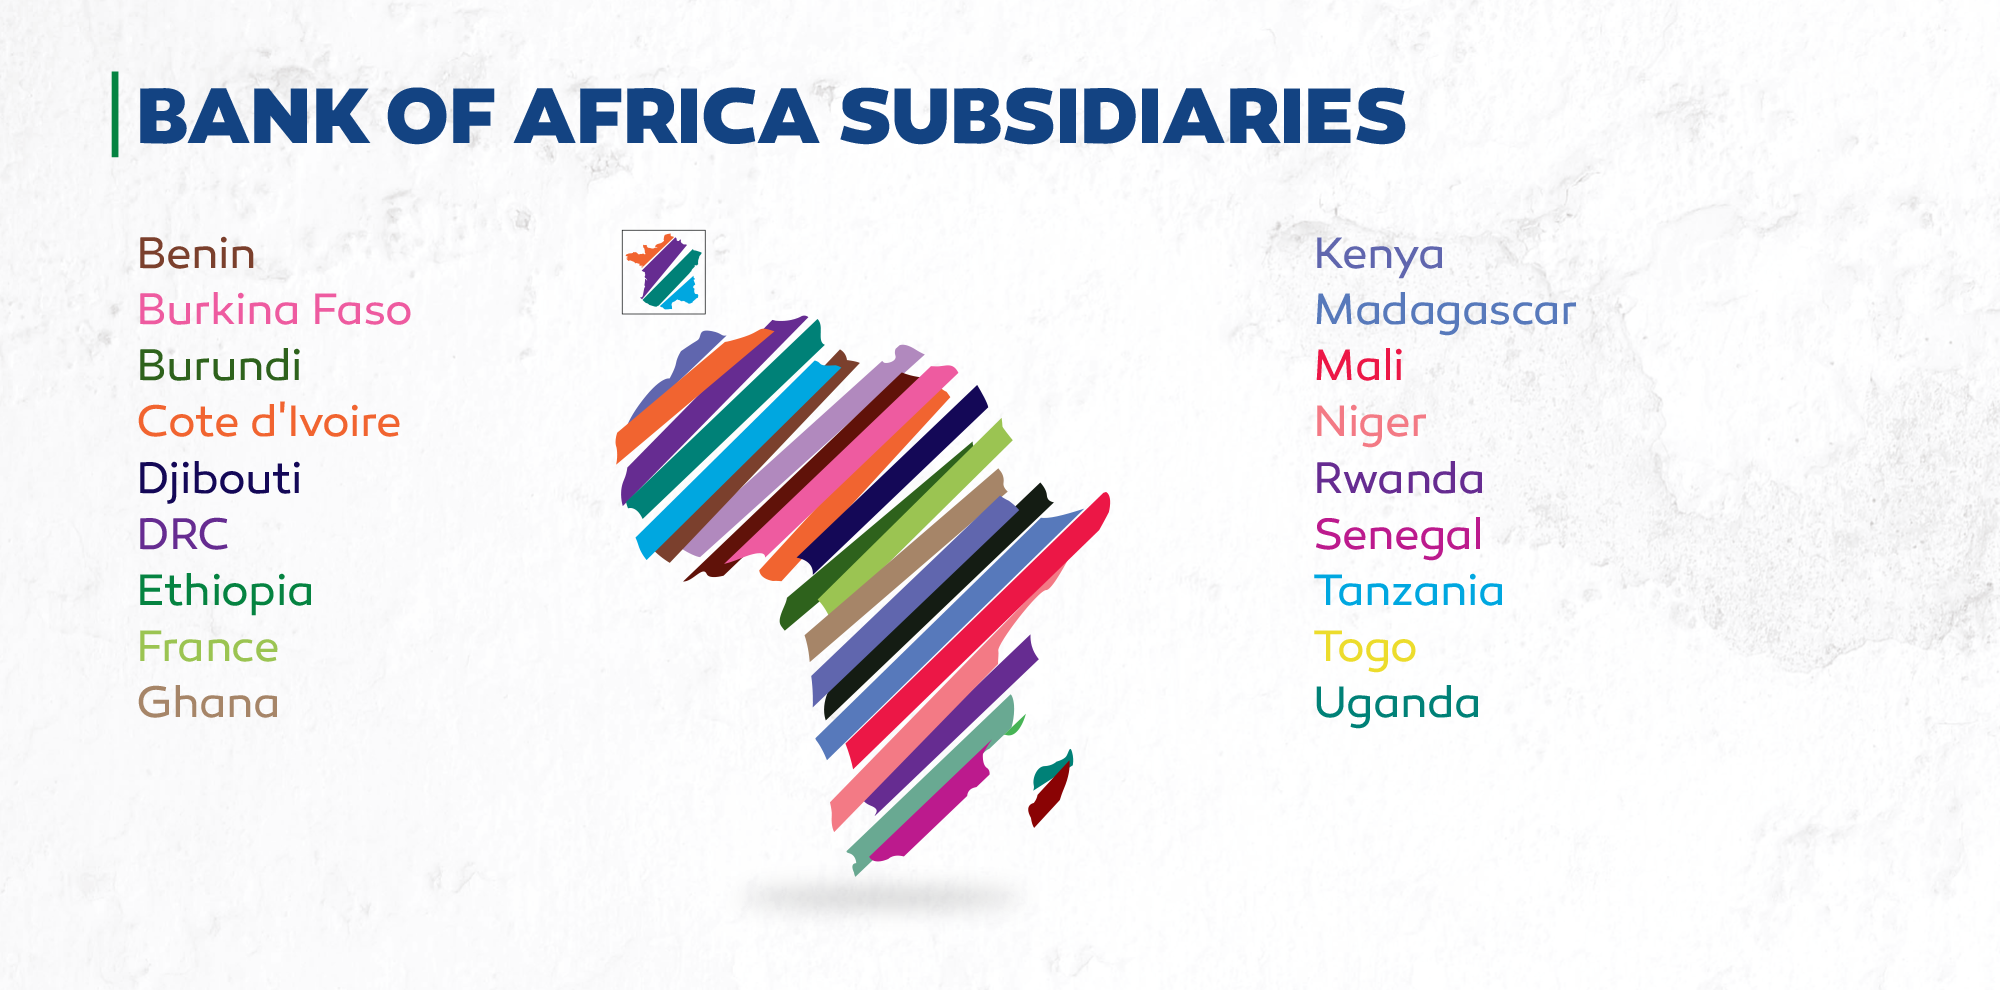 BANK OF AFRICA SUBSIDIARIES
Benin
Burkina Faso
Burundi
Cote d'Ivoire
Djibouti
DRC
Ethiopia
France
Ghana
Kenya
Madagascar
Mali
Niger
Rwanda
Senegal
Tanzania
Togo
Uganda